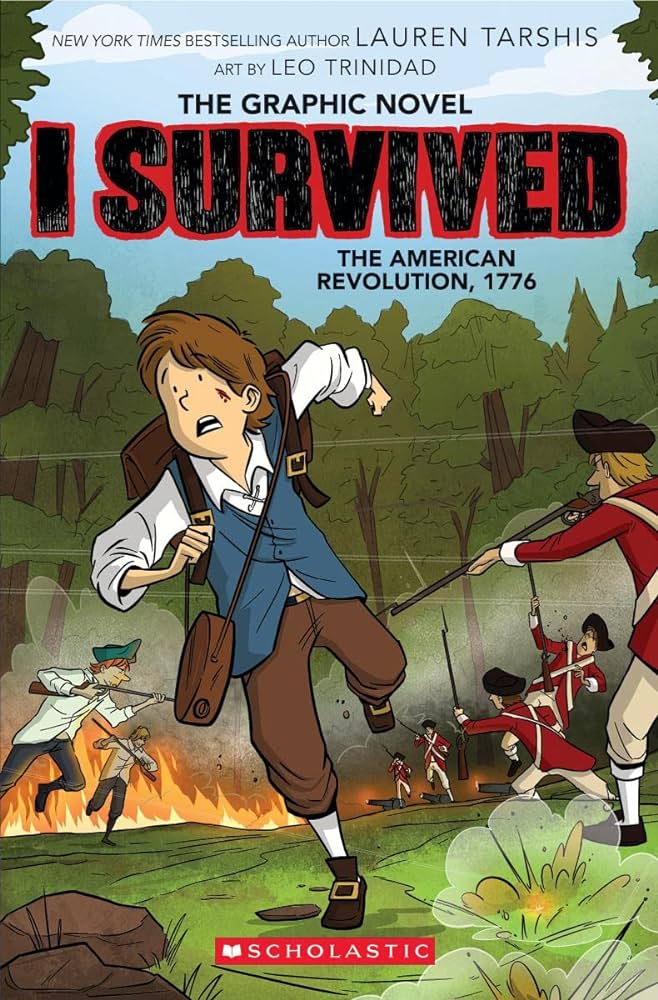 NEW YORK TIMES BESTSELLING AUTHOR LAUREN TARSHIS
ART BY LEO TRINIDAD
THE GRAPHIC NOVEL
I SURVIVED
THE AMERICAN
REVOLUTION, 1776
SCHOLASTIC